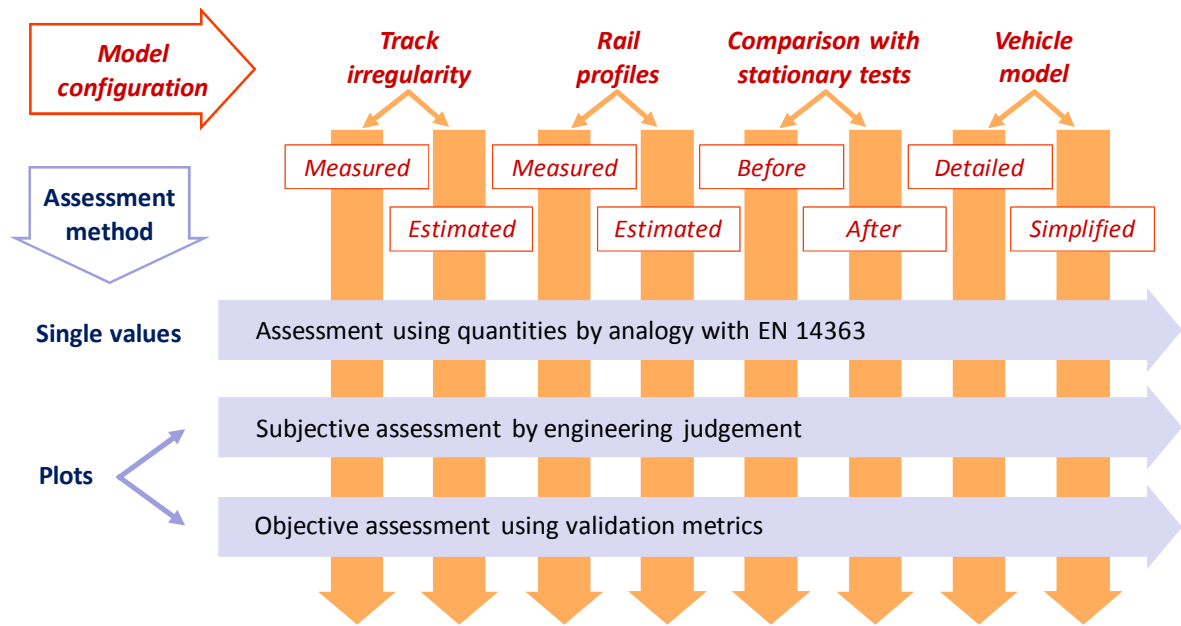 Model
configuration
Track
irregularity
Rail
profiles
Comparison with
stationary tests
Vehicle
model
Measured
Measured
Before
Detailed
Assessment
method
Estimated
Estimated
After
Simplified
Single values
Assessment using quantities by analogy with EN 14363
Subjective assessment by engineering judgement
Plots
Objective assessment using validation metrics